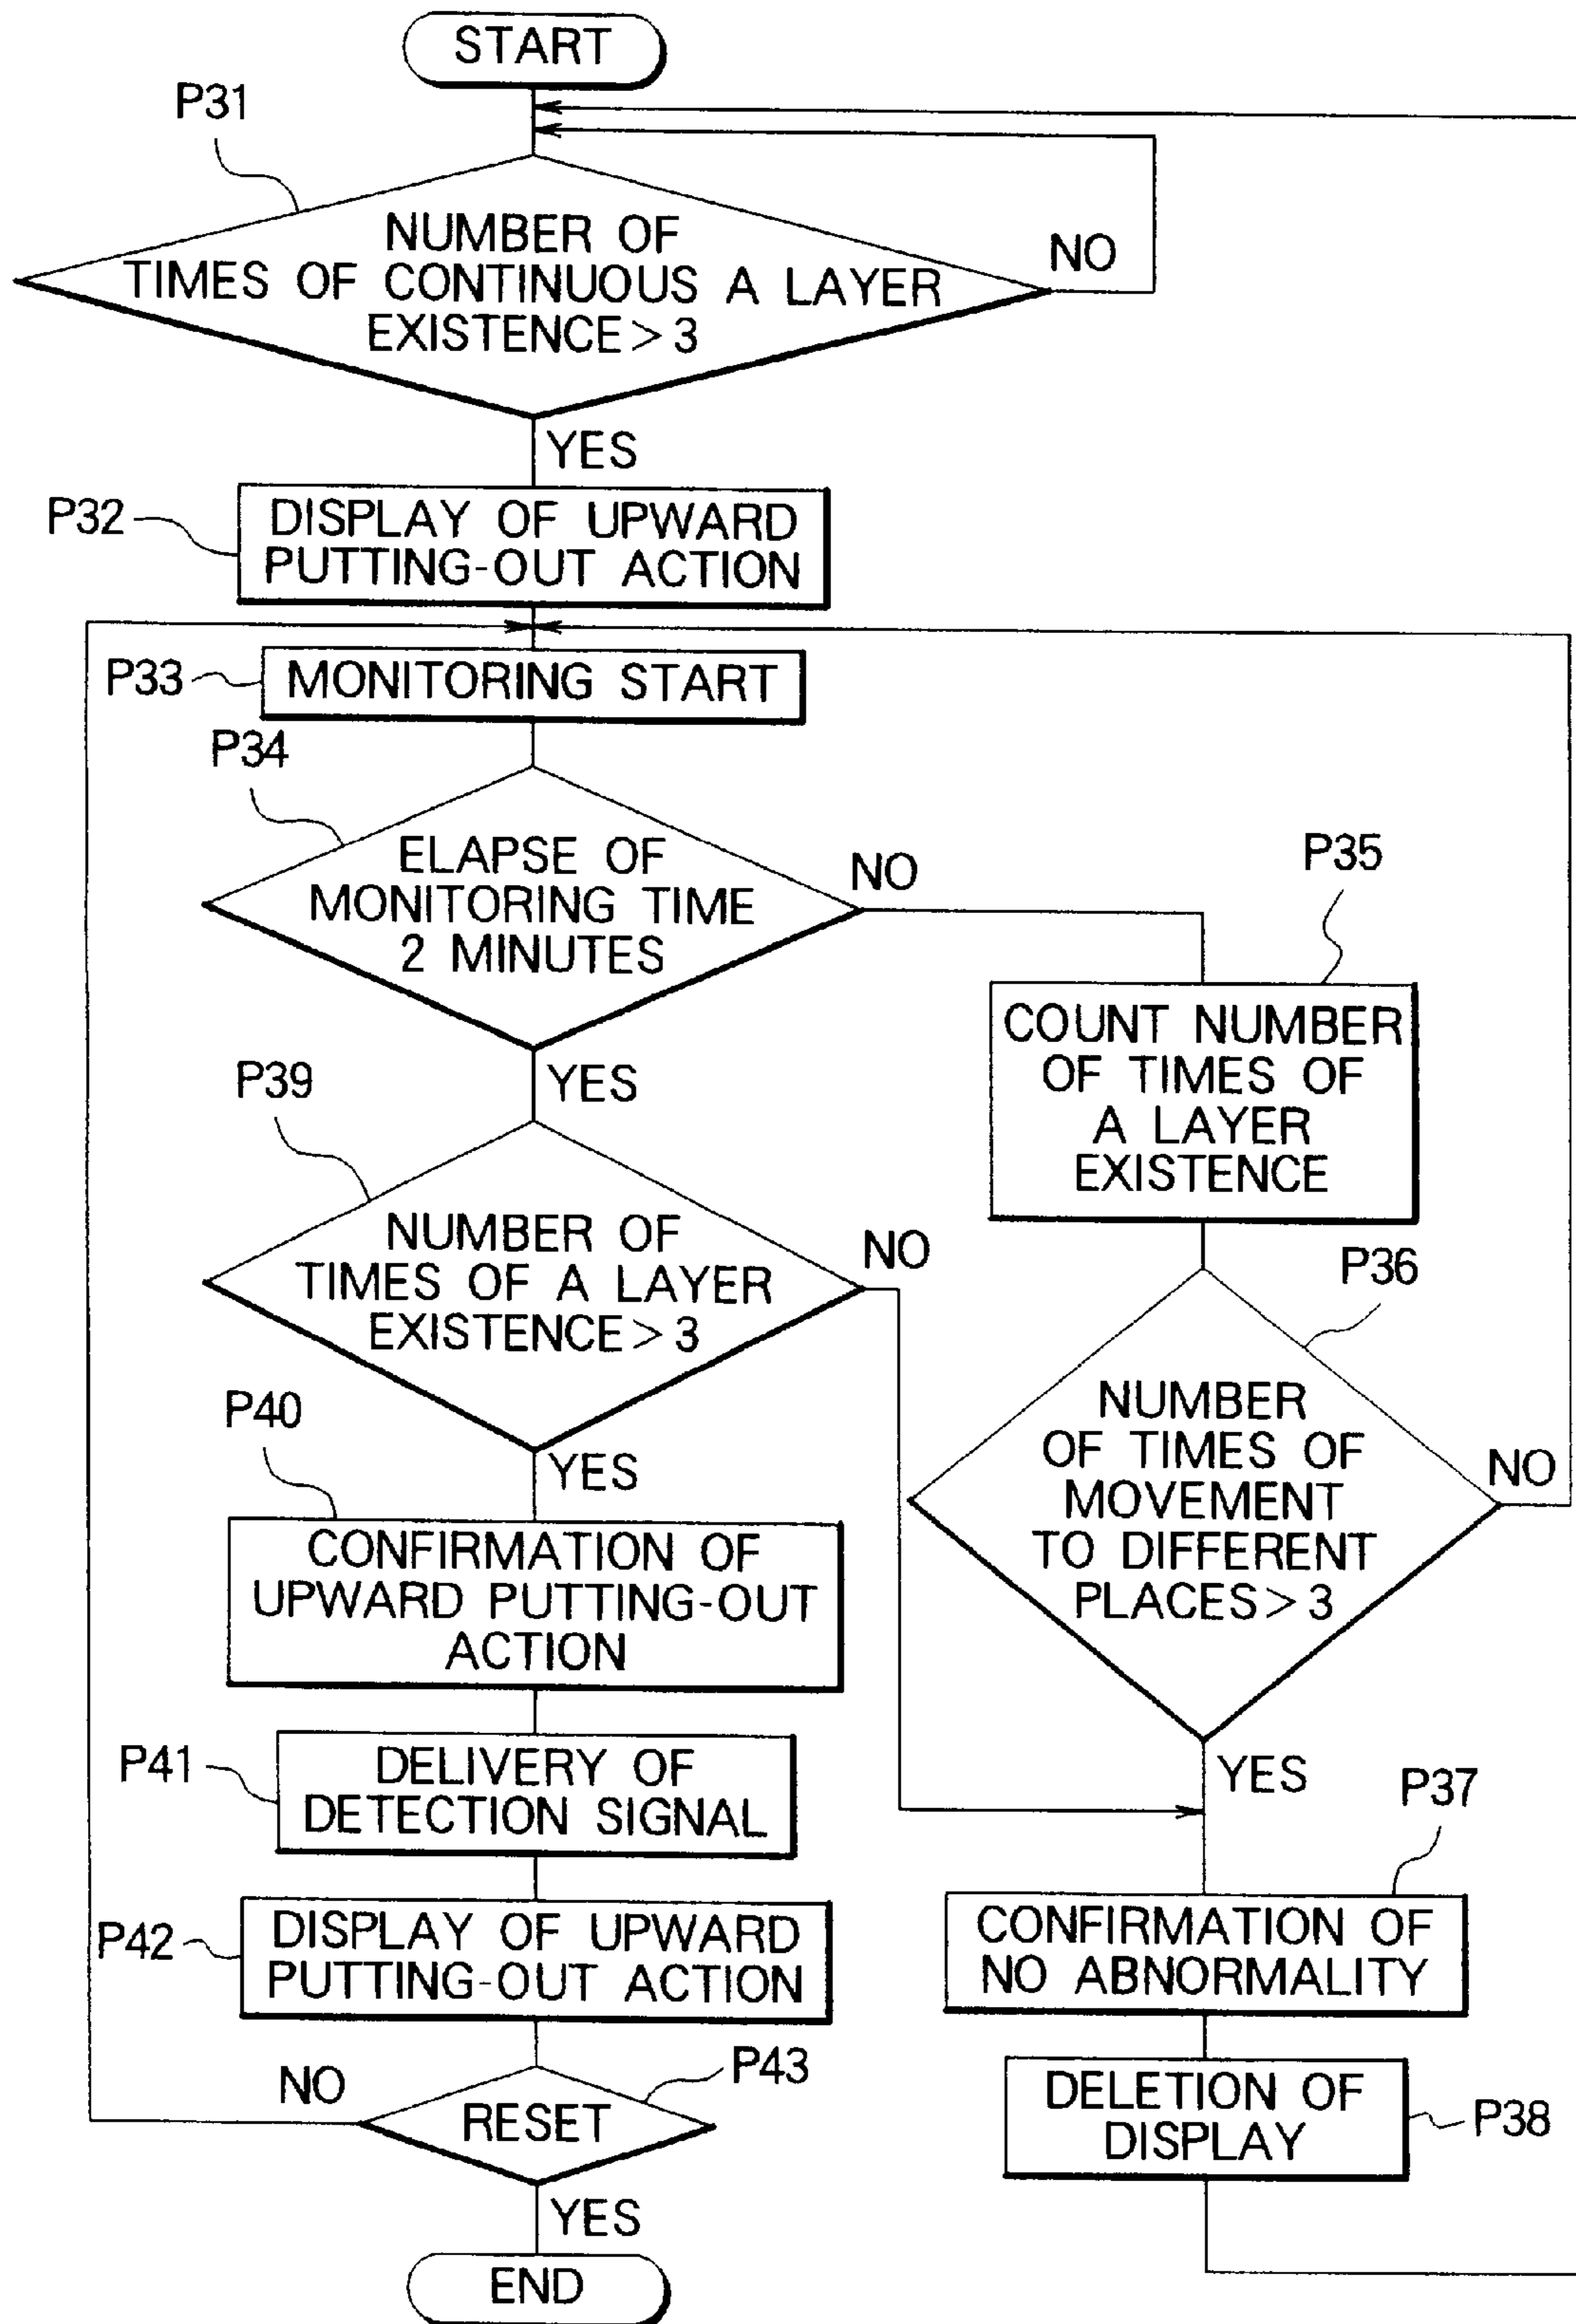 START
P31
NUMBER OF
TIMES OF CONTINUOUS A LAYER
EXISTENCE > 3
NO
YES
P32
DISPLAY OF UPWARD
PUTTING-OUT ACTION
P33
MONITORING START
P34
ELAPSE OF
MONITORING TIME
2 MINUTES
NO
YES
P35
COUNT NUMBER
OF TIMES OF
A LAYER
EXISTENCE
P36
NUMBER
OF TIMES OF
MOVEMENT
TO DIFFERENT
PLACES > 3
NO
YES
P37
CONFIRMATION OF
NO ABNORMALITY
P38
DELETION OF
DISPLAY
P39
NUMBER OF
TIMES OF A LAYER
EXISTENCE > 3
NO
YES
P40
CONFIRMATION OF
UPWARD PUTTING-OUT
ACTION
P41
DELIVERY OF
DETECTION SIGNAL
P42
DISPLAY OF UPWARD
PUTTING-OUT ACTION
P43
RESET
NO
YES
END